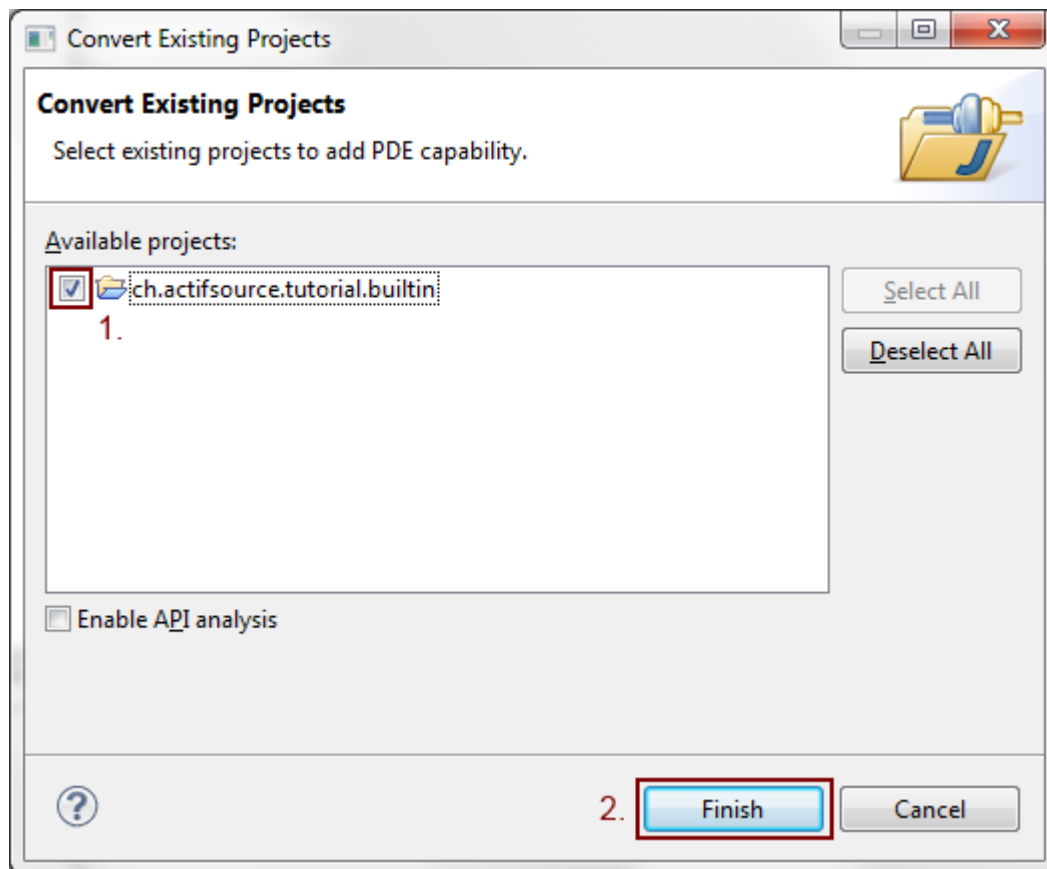 Convert Existing Projects
Convert Existing Projects
Select existing projects to add PDE capability.
Available projects:
ch.actifsource.tutorial.builtin
1.
Select All
Deselect All
Enable API analysis
2.
Finish
Cancel